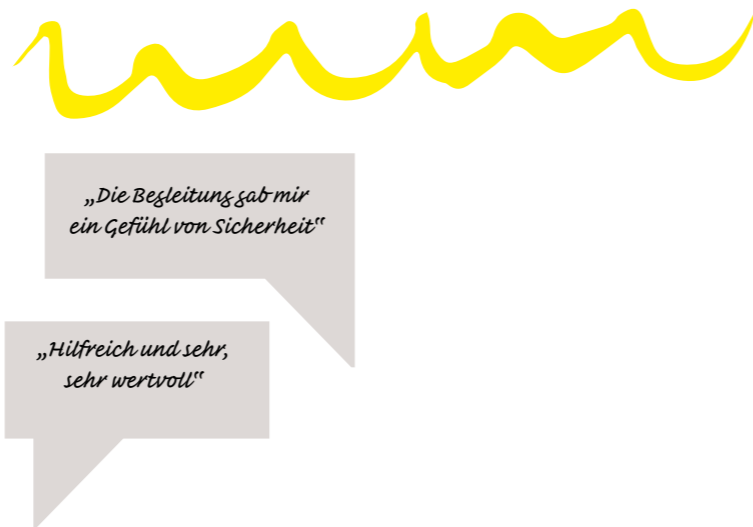 „Die Begleitung gab mir
ein Gefühl von Sicherheit“
„Hilfreich und sehr,
sehr wertvoll“